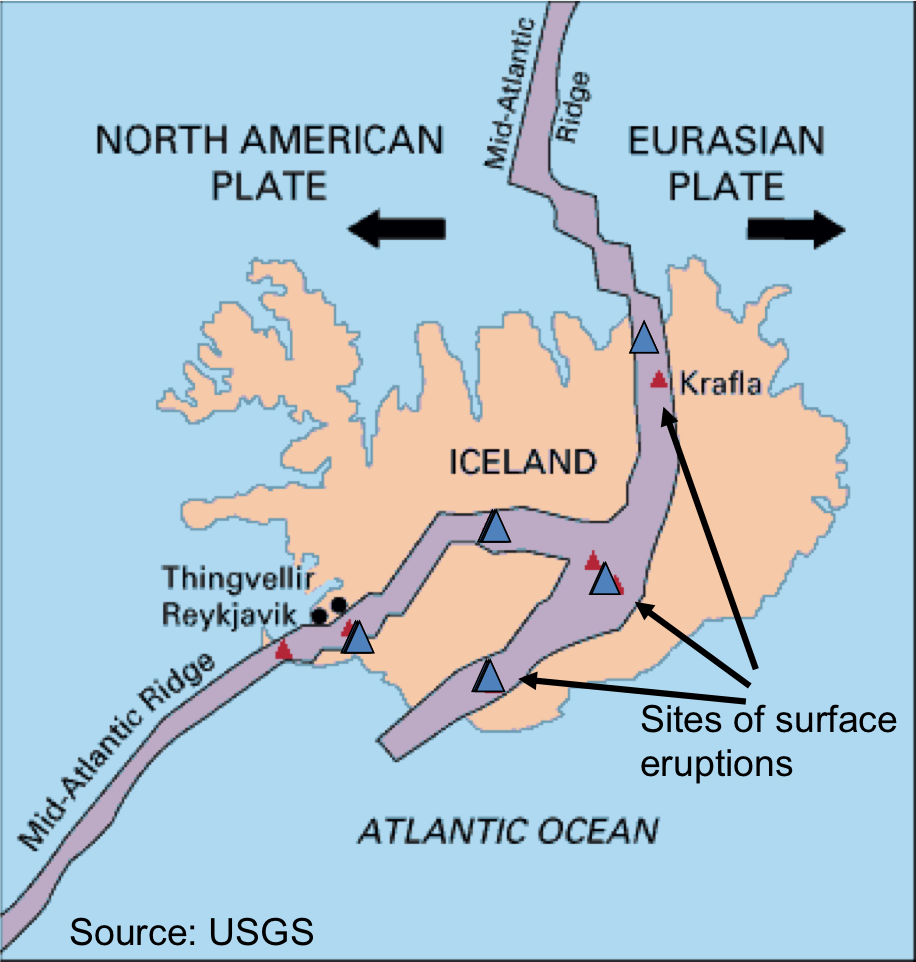 Mid-Atlantic
Ridge
NORTH AMERICAN
PLATE
EURASIAN
PLATE
Krafla
ICELAND
Thingvellir
Reykjavik
Mid-Atlantic Ridge
Sites of surface
eruptions
ATLANTIC OCEAN
Source: USGS